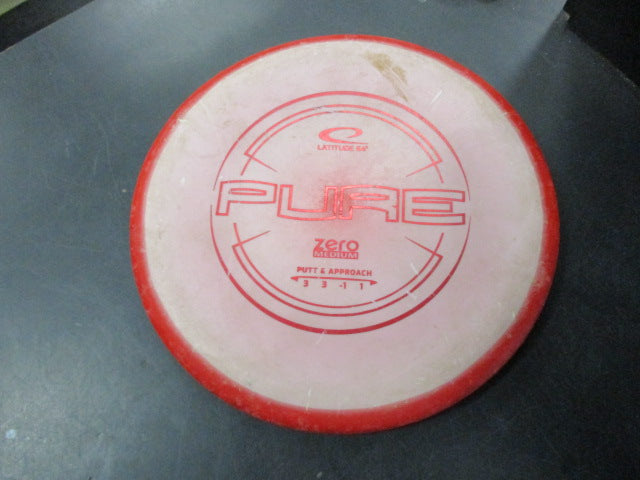 LATITUDE 64°
PURE
zero
MEDIUM
PUTT & APPROACH
3 3 -1 1